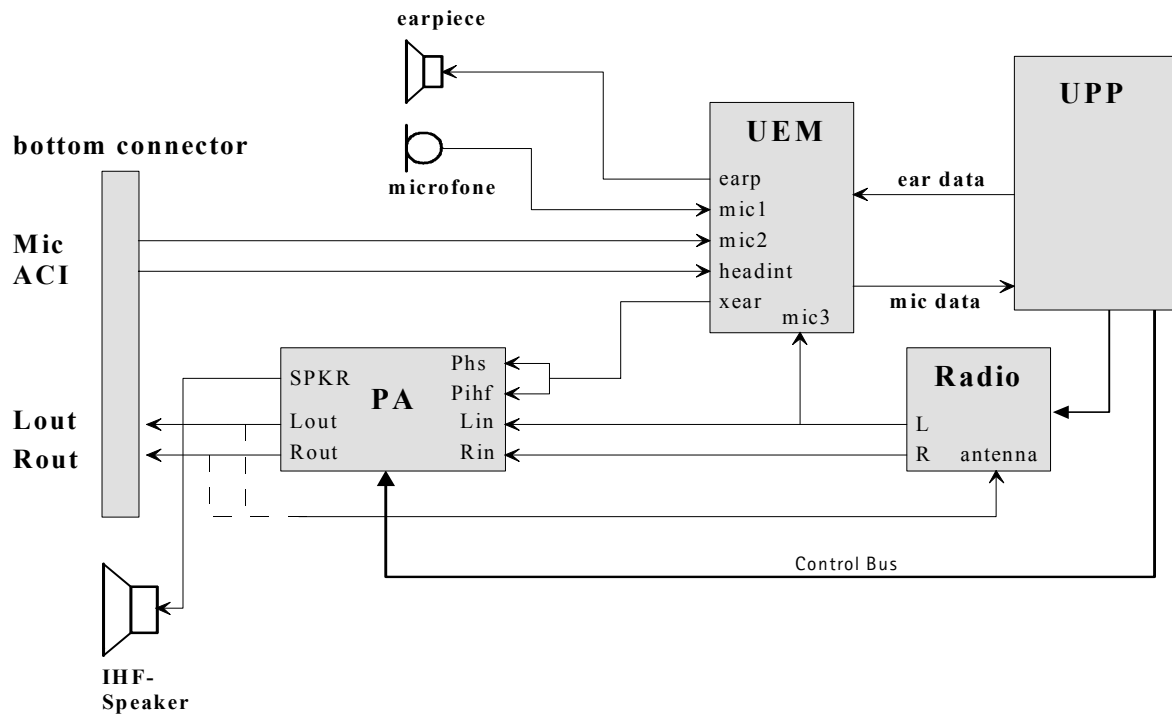 earpiece
UPP
UEM
bottom connector
microfone
earp
ear data
mic1
Mic
mic2
ACI
headint
xear
mic data
mic3
Phs
SPKR
Pihf
PA
Radio
Lout
Lout
Lin
L
Rout
Rout
Rin
R
antenna
Control Bus
IHF-
Speaker